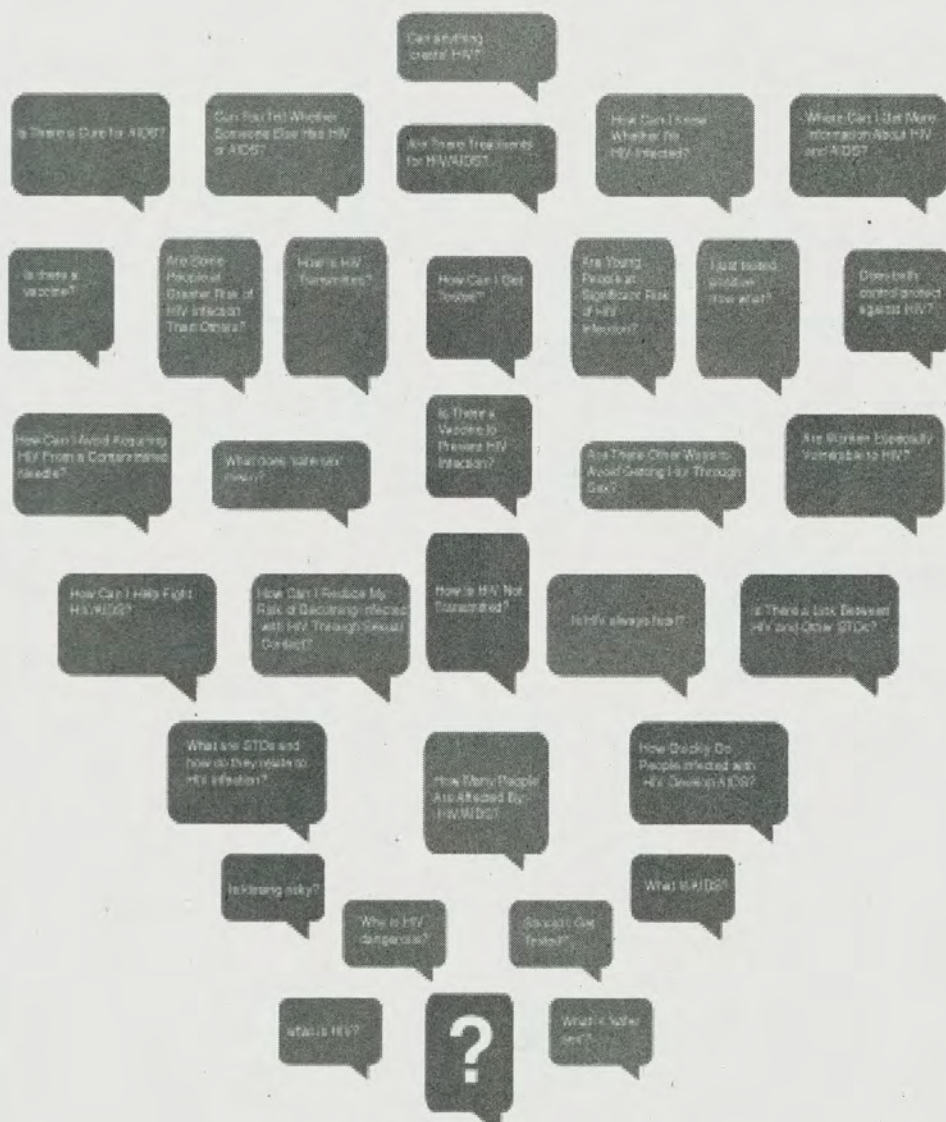 Can anything
create HIV?
Is There a Cure for AIDS?
Can You Tell Whether
Someone Else Has HIV
or AIDS?
Are There Treatments
for HIV/AIDS?
How Can I Know
Whether I'm
HIV-Infected?
Where Can I Get More
Information About HIV
and AIDS?
Is there a
vaccine?
Are Some
People at
Greater Risk of
HIV Infection
Than Others?
How is HIV
Transmitted?
How Can I Get
Tested?
Are Young
People at
Significant Risk
of HIV
Infection?
I just tested
positive
now what?
Does birth
control protect
against HIV?
How Can I Avoid Acquiring
HIV From a Contaminated
Needle?
What does 'safe sex'
mean?
Is There a
Vaccine to
Prevent HIV
Infection?
Are There Other Ways to
Avoid Getting HIV Through
Sex?
Are Women Especially
Vulnerable to HIV?
How Can I Help Fight
HIV/AIDS?
How Can I Reduce My
Risk of Becoming Infected
with HIV Through Sexual
Contact?
How is HIV Not
Transmitted?
Is HIV always fatal?
Is There a Link Between
HIV and Other STDs?
What are STDs and
how do they relate to
HIV infection?
How Many People
Are Affected By
HIV/AIDS?
How Quickly Do
People Infected with
HIV Develop AIDS?
Is kissing risky?
What is AIDS?
Why is HIV
dangerous?
Should I Get
Tested?
What is HIV?
?
What is 'safer
sex'?